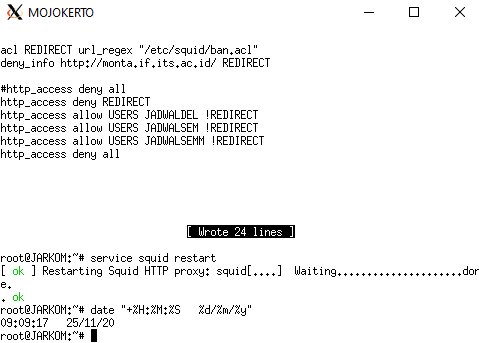 MOJOKERTO
acl REDIRECT url_regex "/etc/squid/ban.acl"
deny_info http://monta.if.its.ac.id/ REDIRECT
#http_access deny all
http_access deny REDIRECT
http_access allow USERS JADWALDEL !REDIRECT
http_access allow USERS JADWALSEM !REDIRECT
http_access allow USERS JADWALSEMM !REDIRECT
http_access deny all
[ Wrote 24 lines ]
root@JARKOM:~# service squid restart
[ ok ] Restarting Squid HTTP proxy: squid[....]  Waiting.....................don
e.
. ok
root@JARKOM:~# date "+%H:%M:%S   %d/%m/%y"
09:09:17   25/11/20
root@JARKOM:~#